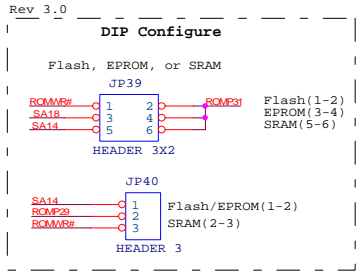 Rev 3.0
DIP Configure
Flash, EPROM, or SRAM
JP39
ROMWR# 1 2 ROMP31 Flash(1-2)
SA18 3 4 EPROM(3-4)
SA14 5 6 SRAM(5-6)
HEADER 3X2
JP40
SA14 1 Flash/EPROM(1-2)
ROMP29 2
ROMWR# 3 SRAM(2-3)
HEADER 3